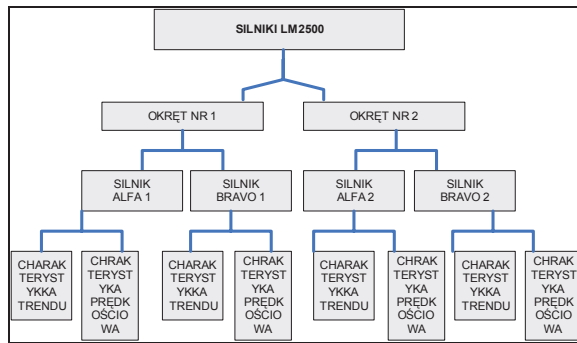 SILNIKI LM2500
OKRĘT NR 1
OKRĘT NR 2
SILNIK
ALFA 1
SILNIK
BRAVO 1
SILNIK
ALFA 2
SILNIK
BRAVO 2
CHARAK
TERYST
YKKA
TRENDU
CHRAK
TERYST
YKA
PRĘDK
OŚCIO
WA
CHARAK
TERYST
YKKA
TRENDU
CHRAK
TERYST
YKA
PRĘDK
OŚCIO
WA
CHARAK
TERYST
YKKA
TRENDU
CHRAK
TERYST
YKA
PRĘDK
OŚCIO
WA
CHARAK
TERYST
YKKA
TRENDU
CHRAK
TERYST
YKA
PRĘDK
OŚCIO
WA